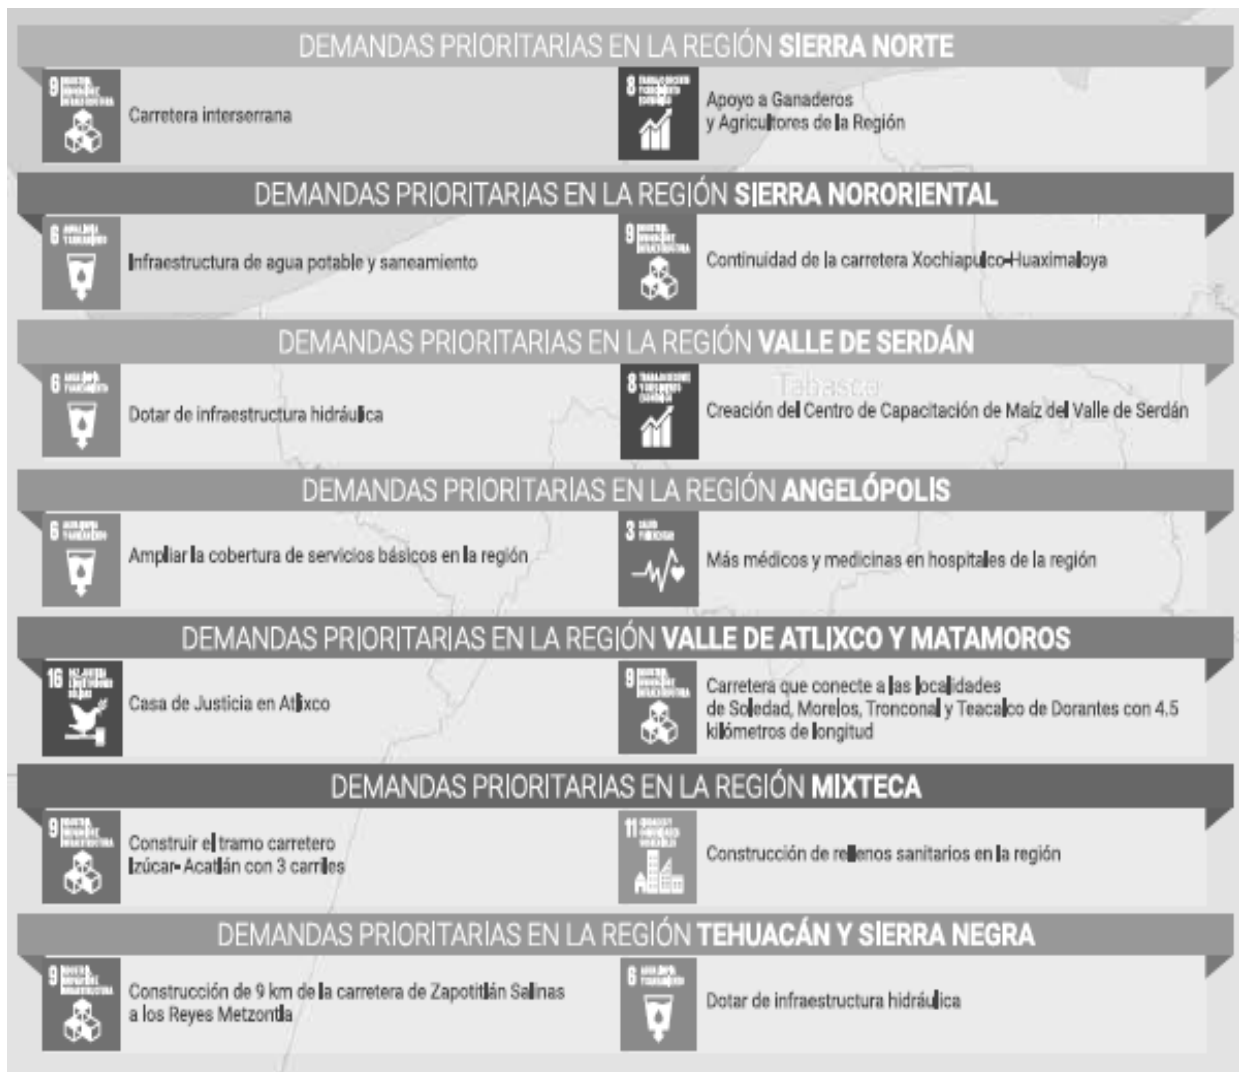 DEMANDAS PRIORITARIAS EN LA REGIÓN SIERRA NORTE
9
Carretera interserrana
8
Apoyo a Ganaderos
y Agricultores de la Región
DEMANDAS PRIORITARIAS EN LA REGIÓN SIERRA NORORIENTAL
6
Infraestructura de agua potable y saneamiento
9
Continuidad de la carretera Xochiapulco-Huaximaloya
DEMANDAS PRIORITARIAS EN LA REGIÓN VALLE DE SERDÁN
6
Dotar de infraestructura hidráulica
8
Tabasco
Creación del Centro de Capacitación de Maíz del Valle de Serdán
DEMANDAS PRIORITARIAS EN LA REGIÓN ANGELÓPOLIS
6
Ampliar la cobertura de servicios básicos en la región
3
Más médicos y medicinas en hospitales de la región
DEMANDAS PRIORITARIAS EN LA REGIÓN VALLE DE ATLIXCO Y MATAMOROS
16
Casa de Justicia en Atlixco
9
Carretera que conecte a las localidades
de Soledad, Morelos, Tronconal y Teacalco de Dorantes con 4.5
kilómetros de longitud
DEMANDAS PRIORITARIAS EN LA REGIÓN MIXTECA
9
Construir el tramo carretero
Izúcar- Acatlán con 3 carriles
11
Construcción de rellenos sanitarios en la región
DEMANDAS PRIORITARIAS EN LA REGIÓN TEHUACÁN Y SIERRA NEGRA
9
Construcción de 9 km de la carretera de Zapotitlán Salinas
a los Reyes Metzontla
6
Dotar de infraestructura hidráulica